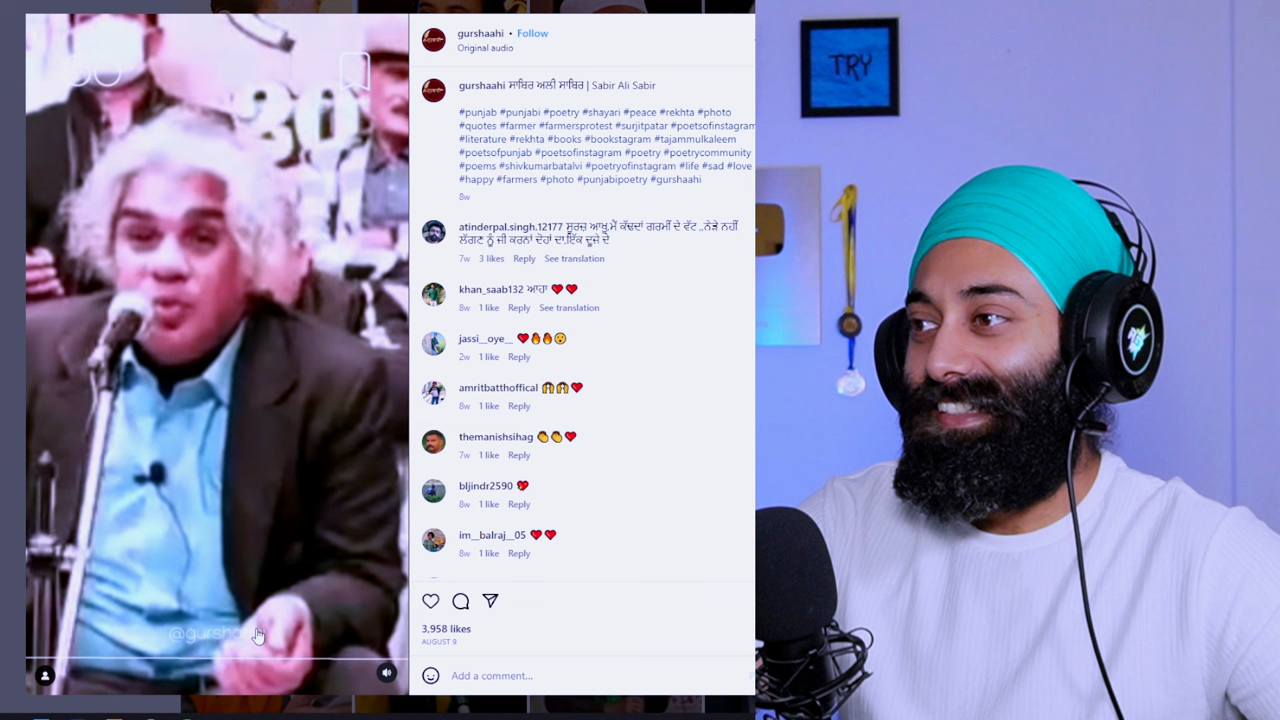 gurshaahi • Follow
Original audio
gurshaahi ਸਾਬਿਰ ਅਲੀ ਸਾਬਿਰ | Sabir Ali Sabir
#punjab #punjabi #poetry #shayari #peace #rekhta #photo
#quotes #farmer #farmersprotest #surjitpatar #poetsofinstagram
#literature #rekhta #books #bookstagram #tajammulkaleem
#poetsofpunjab #poetsofinstagram #poetry #poetrycommunity
#poems #shivkumarbatalvi #poetryofinstagram #life #sad #love
#happy #farmers #photo #punjabipoetry #gurshaahi
8w
atinderpal.singh.12177 ਸੂਰਜ਼ ਆਖੂ,ਮੈਂ ਕੱਢਦਾਂ ਗਰਮੀਂ ਦੇ ਵੱਟ ,,ਨੇੜੇ ਨਹੀਂ
ਲੱਗਣ ਨੂੰ ਜੀ ਕਰਨਾਂ ਦੋਹਾਂ ਦਾ,ਇੱਕ ਦੂਜੇ ਦੇ
7w 3 likes Reply See translation
khan_saab132 ਆਹਾ ❤️ ❤️
8w 1 like Reply See translation
jassi__oye__ ❤️🔥🔥😮
2w 1 like Reply
amritbatthoffical 🙌🙌❤️
8w 1 like Reply
themanishsihag 👏👏❤️
7w 1 like Reply
bljindr2590 💓
8w 1 like Reply
im__balraj__05 ❤️ ❤️
8w 1 like Reply
3,958 likes
AUGUST 9
Add a comment...
TRY